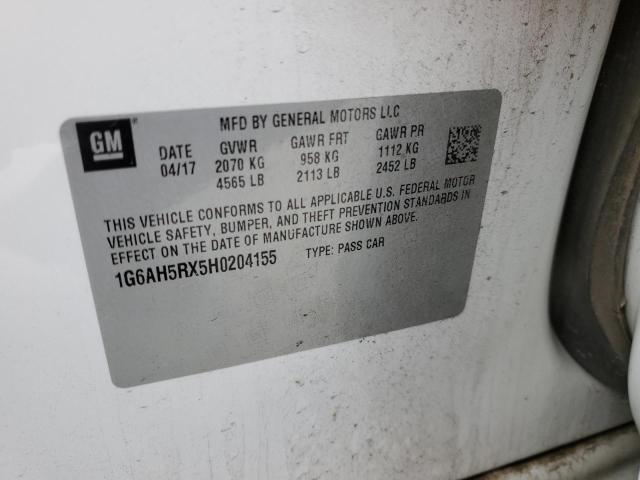 GM
MFD BY GENERAL MOTORS LLC
DATE GVWR GAWR FRT GAWR RR
04/17 2070 KG 958 KG 1112 KG
4565 LB 2113 LB 2452 LB
THIS VEHICLE CONFORMS TO ALL APPLICABLE U.S. FEDERAL MOTOR
VEHICLE SAFETY, BUMPER, AND THEFT PREVENTION STANDARDS IN
EFFECT ON THE DATE OF MANUFACTURE SHOWN ABOVE.
1G6AH5RX5H0204155 TYPE: PASS CAR